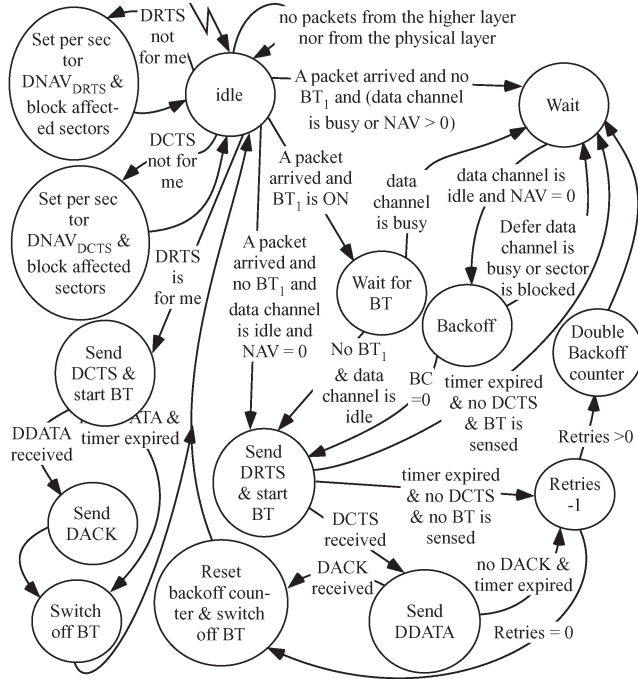 DRTS
not
for me
no packets from the higher layer
nor from the physical layer
Set per sec
tor
DNAV_DRTS &
block affect-
ed sectors
idle
A packet arrived and no
BT₁ and (data channel
is busy or NAV > 0)
Wait
DCTS
not for
me
A
packet
arrived and
BT₁ is ON
data
channel
is busy
data channel is
idle and NAV = 0
Set per sec
tor
DNAV_DCTS &
block affected
sectors
Defer data
channel is
busy or sector
is blocked
DRTS
is
for me
A packet
arrived and
no BT₁ and
data channel
is idle and
NAV = 0
Wait for
BT
Backoff
Double
Backoff
counter
Send
DCTS &
start BT
No BT₁
& data
channel is
idle
BC
=0
timer expired
& no DCTS
& BT is
sensed
DDATA
received
ATA &
timer expired
Retries >0
Send
DRTS
& start
BT
timer expired
& no DCTS
& no BT is
sensed
Retries
-1
Send
DACK
DCTS
received
DACK
received
no DACK &
timer expired
Switch
off BT
Reset
backoff coun-
ter & switch
off BT
Send
DDATA
Retries = 0